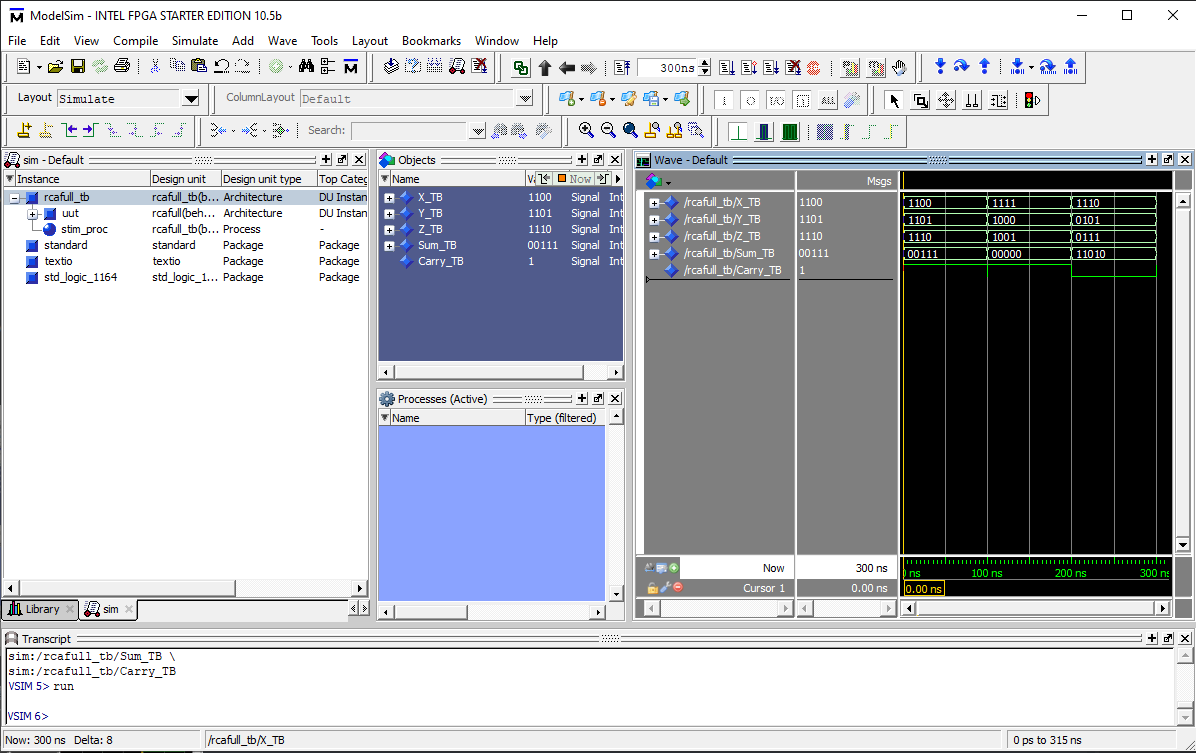 ModelSim - INTEL FPGA STARTER EDITION 10.5b
File Edit View Compile Simulate Add Wave Tools Layout Bookmarks Window Help
300ns
Layout Simulate
ColumnLayout Default
Search:
sim - Default
Instance Design unit Design unit type Top Categ
rcafull_tb rcafull_tb(b... Architecture DU Instan
uut rcafull(beh... Architecture DU Instan
stim_proc rcafull_tb(b... Process -
standard standard Package Package
textio textio Package Package
std_logic_1164 std_logic_1... Package Package
Library sim
Objects
Name Now
X_TB 1100 Signal Int
Y_TB 1101 Signal Int
Z_TB 1110 Signal Int
Sum_TB 00111 Signal Int
Carry_TB 1 Signal Int
Processes (Active)
Name Type (filtered)
Wave - Default
Msgs
/rcafull_tb/X_TB 1100 1100 1111 1110
/rcafull_tb/Y_TB 1101 1101 1000 0101
/rcafull_tb/Z_TB 1110 1110 1001 0111
/rcafull_tb/Sum_TB 00111 00111 00000 11010
/rcafull_tb/Carry_TB 1
Now 300 ns ns 100 ns 200 ns 300 ns
Cursor 1 0.00 ns 0.00 ns
Transcript
sim:/rcafull_tb/Sum_TB \
sim:/rcafull_tb/Carry_TB
VSIM 5> run
VSIM 6>
Now: 300 ns Delta: 8 /rcafull_tb/X_TB 0 ps to 315 ns